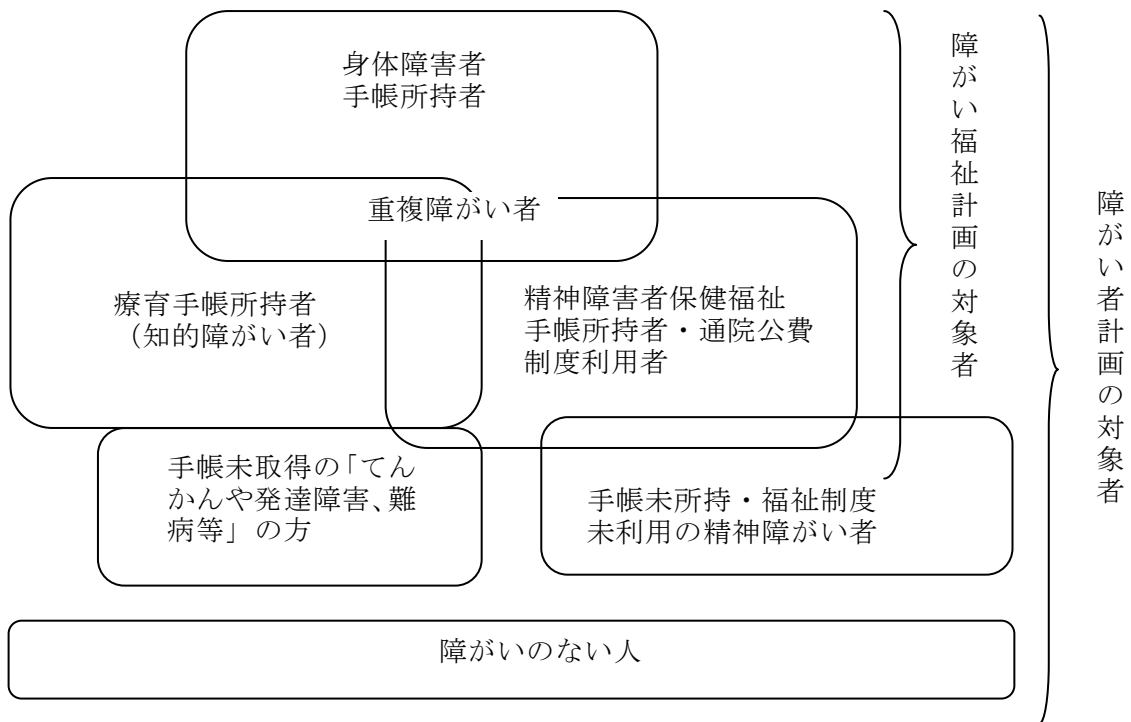 身体障害者
手帳所持者
重複障がい者
療育手帳所持者
(知的障がい者)
精神障害者保健福祉
手帳所持者・通院公費
制度利用者
手帳未取得の「てん
かんや発達障害、難
病等」の方
手帳未所持・福祉制度
未利用の精神障がい者
障がいのない人
障がい福祉計画の対象者
障がい者計画の対象者